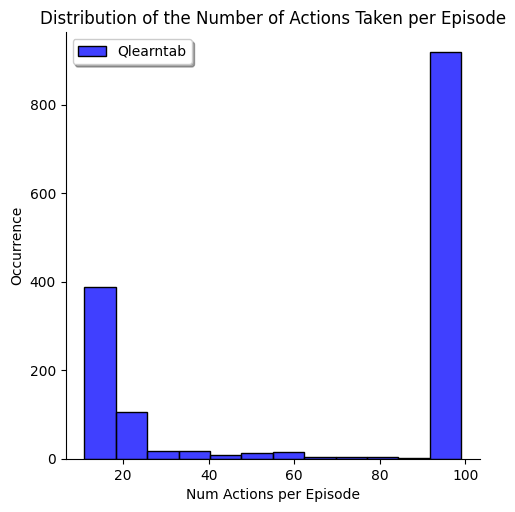 Distribution of the Number of Actions Taken per Episode
Qlearntab
800
600
400
200
0
Occurrence
20 40 60 80 100
Num Actions per Episode